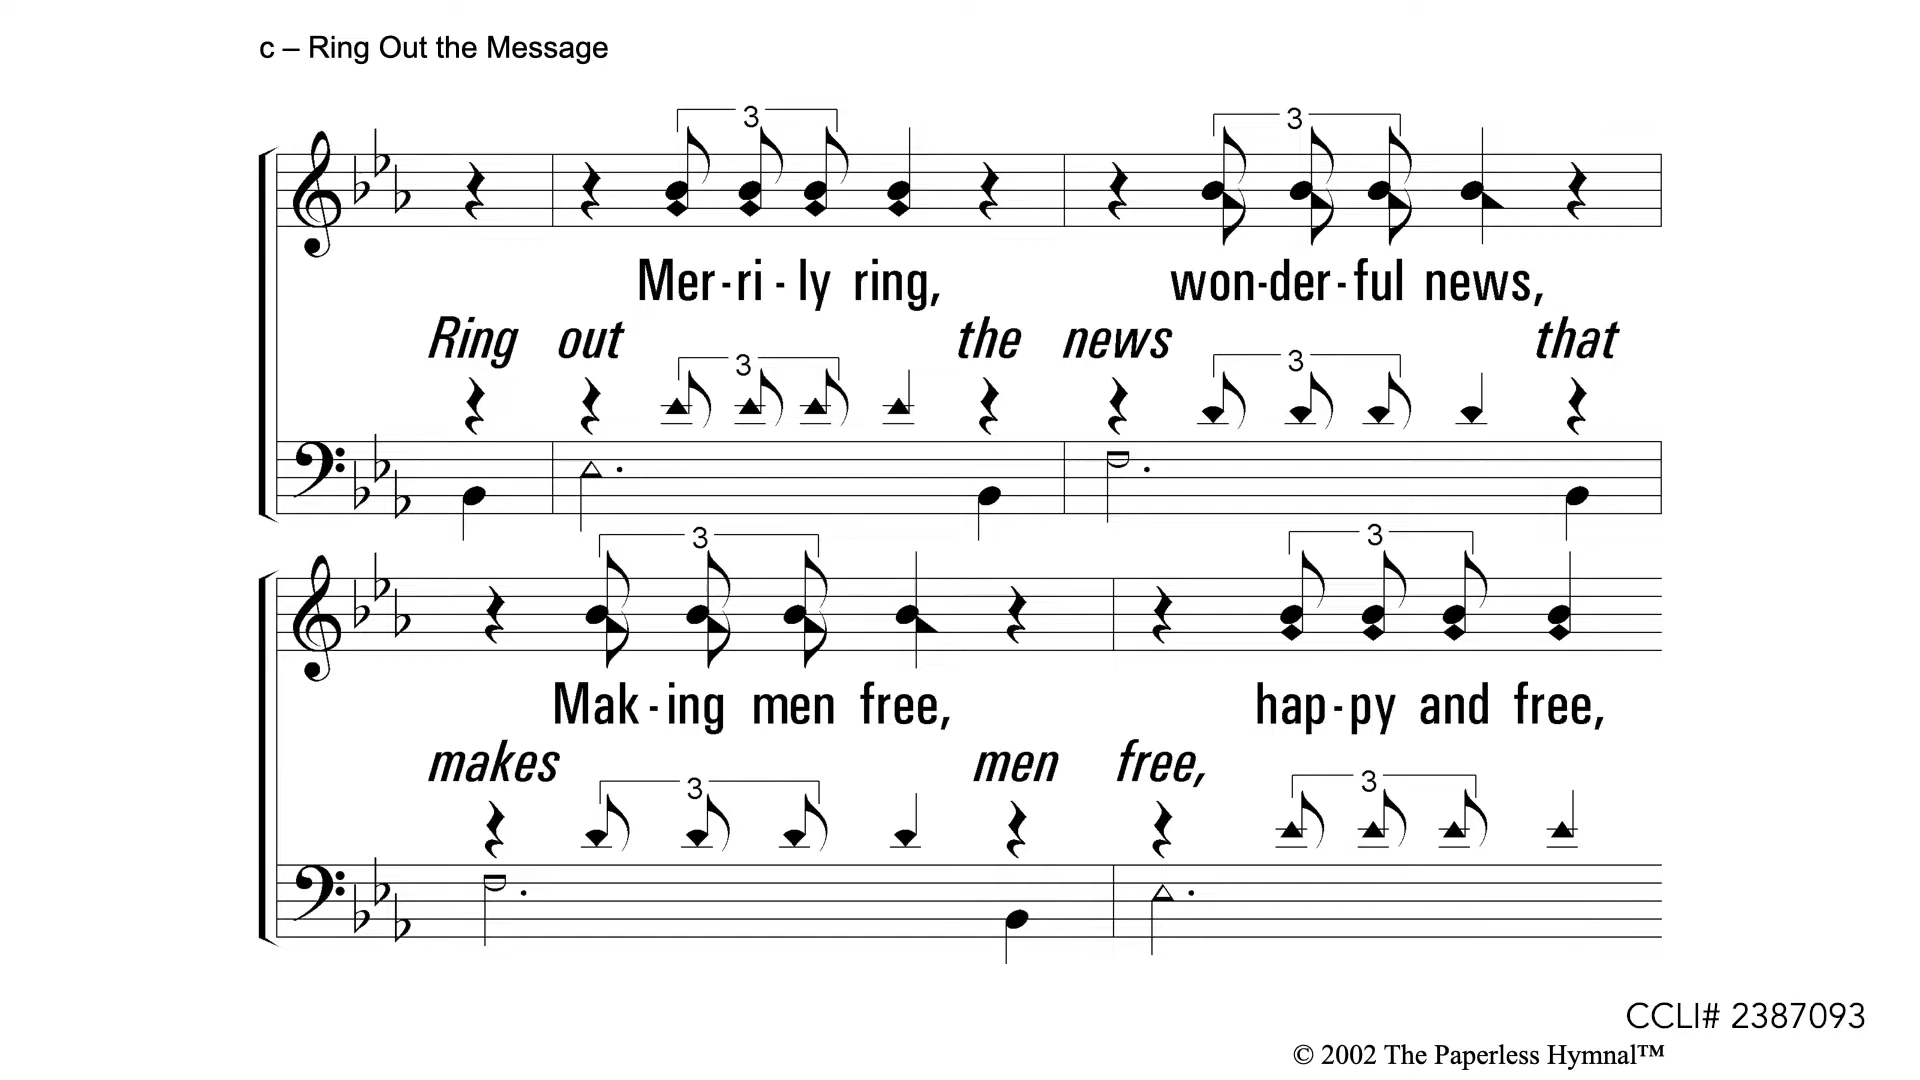 c – Ring Out the Message
3 3
Mer-ri - ly ring, won-der-ful news,
Ring out the news that
3 3
3 3
Mak-ing men free, hap-py and free,
makes men free,
3 3
CCLI# 2387093
© 2002 The Paperless Hymnal™